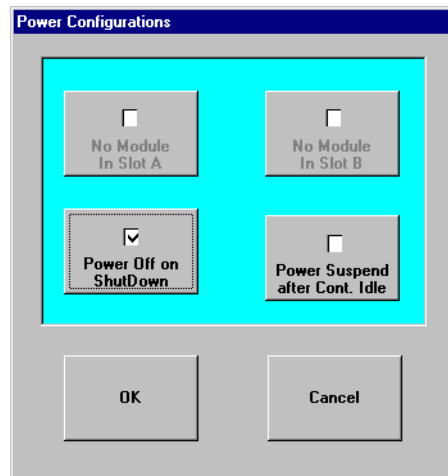 Power Configurations
No Module
In Slot A
No Module
In Slot B
Power Off on
ShutDown
Power Suspend
after Cont. Idle
OK
Cancel